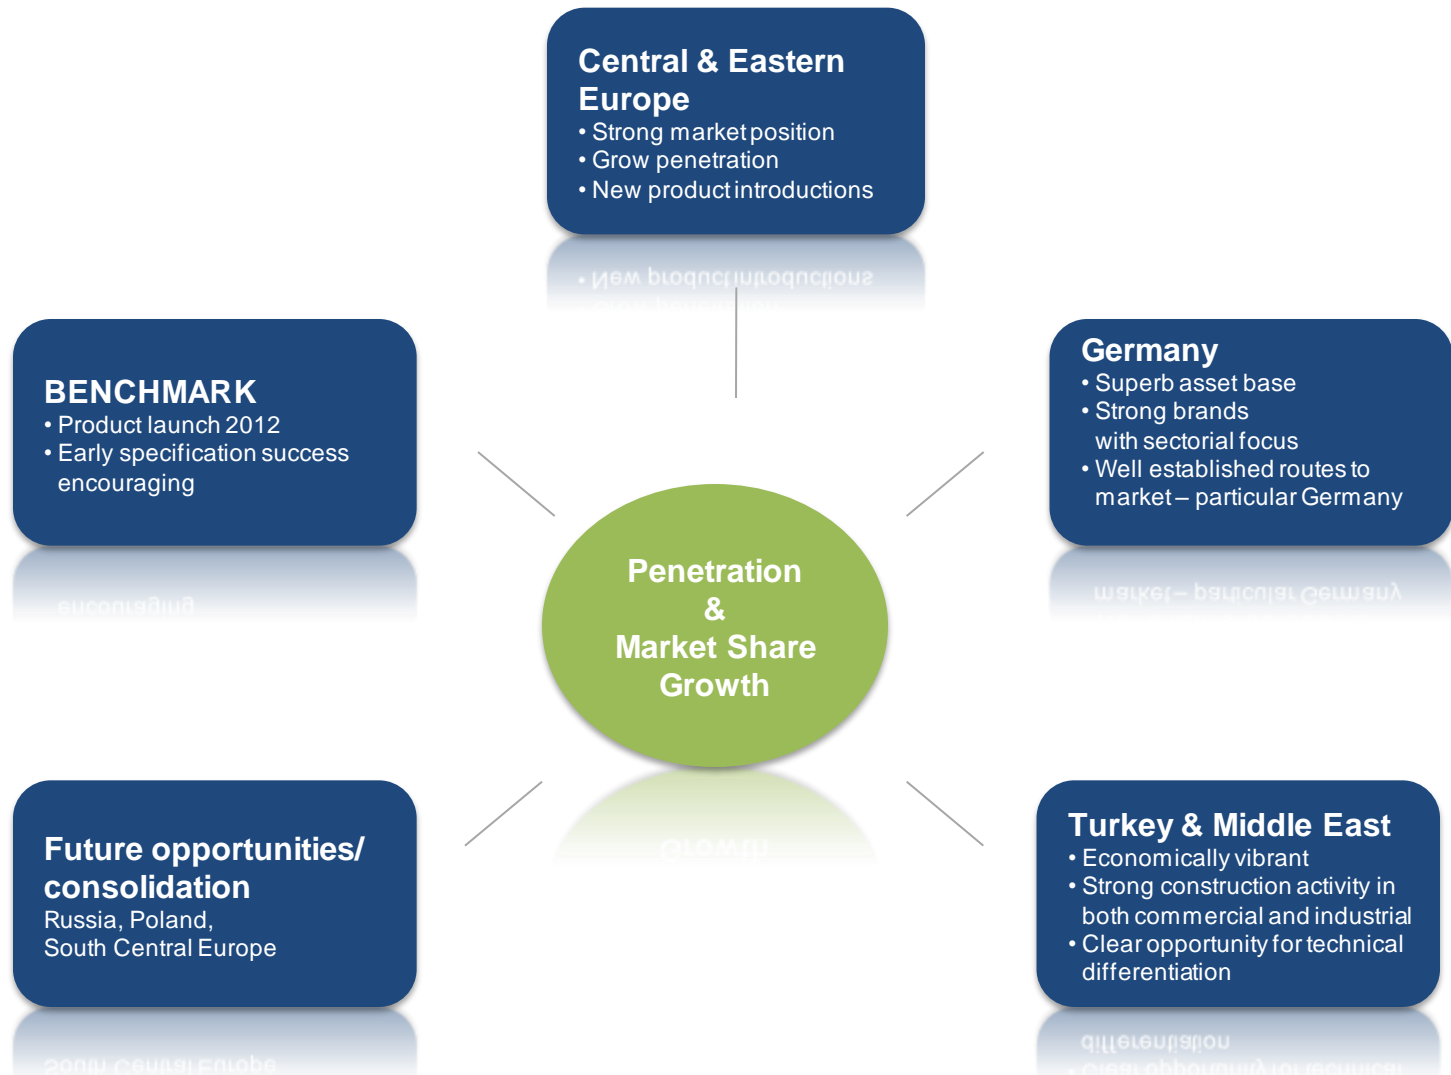 Central & Eastern
Europe
• Strong market position
• Grow penetration
• New product introductions
BENCHMARK
• Product launch 2012
• Early specification success
encouraging
Germany
• Superb asset base
• Strong brands
with sectorial focus
• Well established routes to
market – particular Germany
Penetration
&
Market Share
Growth
Future opportunities/
consolidation
Russia, Poland,
South Central Europe
Turkey & Middle East
• Economically vibrant
• Strong construction activity in
both commercial and industrial
• Clear opportunity for technical
differentiation